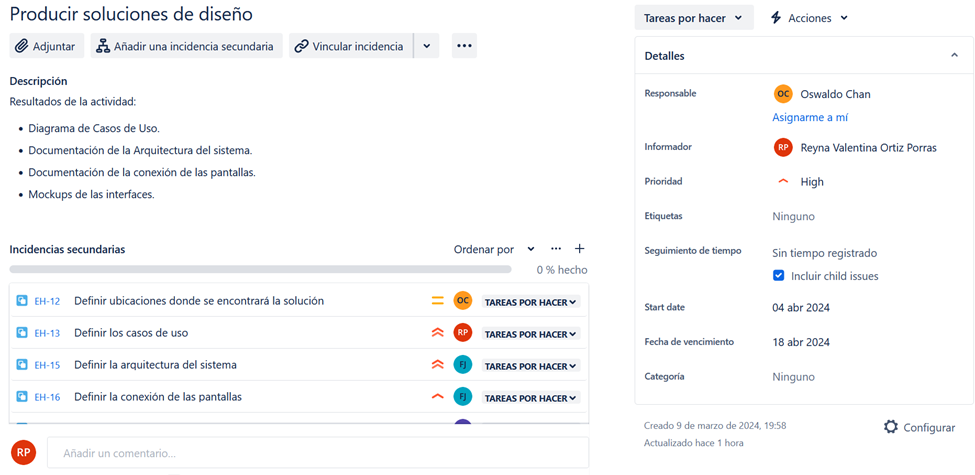 Producir soluciones de diseño
Adjuntar
Añadir una incidencia secundaria
Vincular incidencia
Descripción
Resultados de la actividad:
• Diagrama de Casos de Uso.
• Documentación de la Arquitectura del sistema.
• Documentación de la conexión de las pantallas.
• Mockups de las interfaces.
Incidencias secundarias
Ordenar por
0 % hecho
EH-12 Definir ubicaciones donde se encontrará la solución OC TAREAS POR HACER
EH-13 Definir los casos de uso RP TAREAS POR HACER
EH-15 Definir la arquitectura del sistema FJ TAREAS POR HACER
EH-16 Definir la conexión de las pantallas FJ TAREAS POR HACER
RP Añadir un comentario...
Tareas por hacer
Acciones
Detalles
Responsable OC Oswaldo Chan
Asignarme a mí
Informador RP Reyna Valentina Ortiz Porras
Prioridad High
Etiquetas Ninguno
Seguimiento de tiempo Sin tiempo registrado
Incluir child issues
Start date 04 abr 2024
Fecha de vencimiento 18 abr 2024
Categoría Ninguno
Creado 9 de marzo de 2024, 19:58
Actualizado hace 1 hora
Configurar